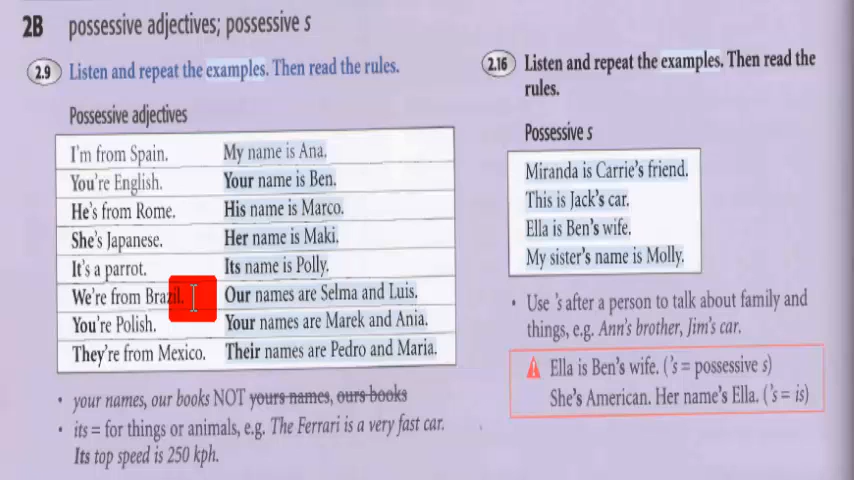 2B possessive adjectives; possessive s
2.9 Listen and repeat the examples. Then read the rules.
Possessive adjectives
I'm from Spain. My name is Ana.
You're English. Your name is Ben.
He's from Rome. His name is Marco.
She's Japanese. Her name is Maki.
It's a parrot. Its name is Polly.
We're from Brazil. Our names are Selma and Luis.
You're Polish. Your names are Marek and Ania.
They're from Mexico. Their names are Pedro and Maria.
• your names, our books NOT yours names, ours books
• its = for things or animals, e.g. The Ferrari is a very fast car.
Its top speed is 250 kph.
2.16 Listen and repeat the examples. Then read the
rules.
Possessive s
Miranda is Carrie's friend.
This is Jack's car.
Ella is Ben's wife.
My sister's name is Molly.
• Use 's after a person to talk about family and
things, e.g. Ann's brother, Jim's car.
Ella is Ben's wife. ('s = possessive s)
She's American. Her name's Ella. ('s = is)